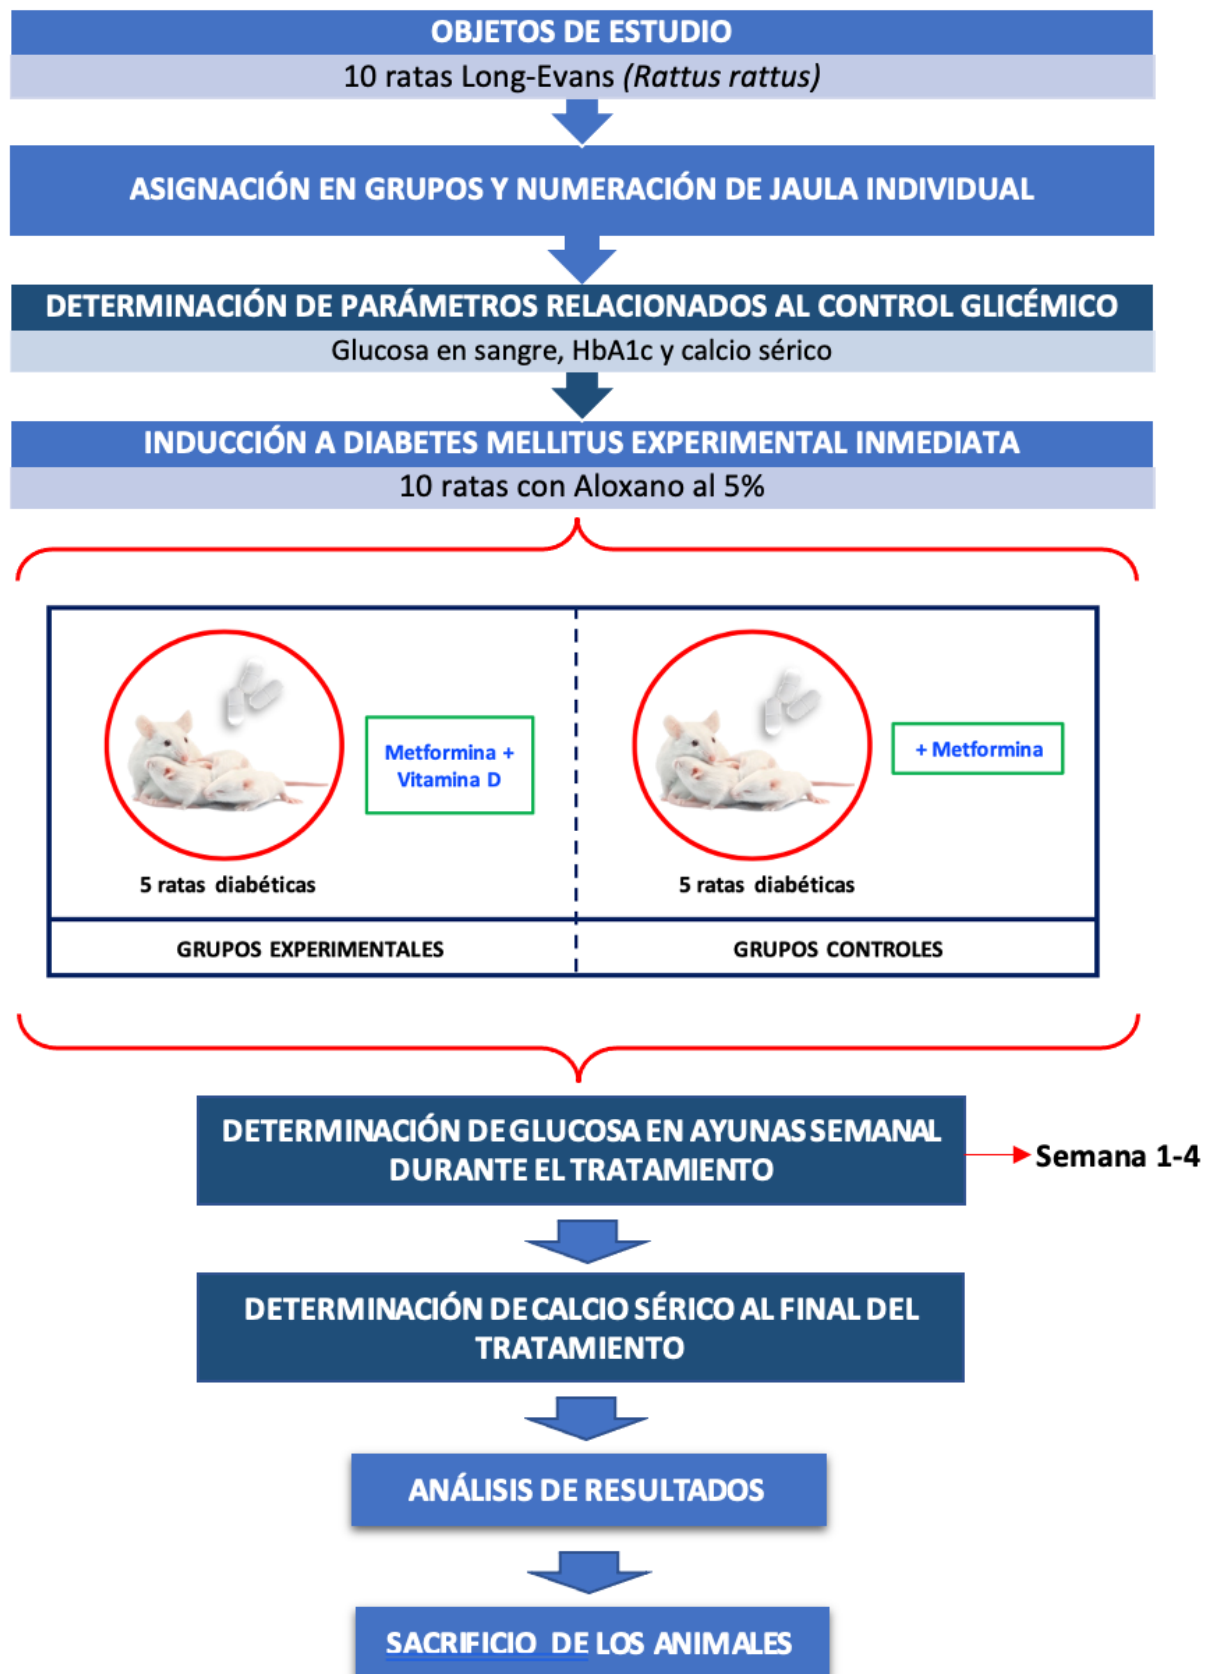 OBJETOS DE ESTUDIO
10 ratas Long-Evans (Rattus rattus)
ASIGNACIÓN EN GRUPOS Y NUMERACIÓN DE JAULA INDIVIDUAL
DETERMINACIÓN DE PARÁMETROS RELACIONADOS AL CONTROL GLICÉMICO
Glucosa en sangre, HbA1c y calcio sérico
INDUCCIÓN A DIABETES MELLITUS EXPERIMENTAL INMEDIATA
10 ratas con Aloxano al 5%
Metformina +
Vitamina D
5 ratas diabéticas
GRUPOS EXPERIMENTALES
+ Metformina
5 ratas diabéticas
GRUPOS CONTROLES
DETERMINACIÓN DE GLUCOSA EN AYUNAS SEMANAL
DURANTE EL TRATAMIENTO
Semana 1-4
DETERMINACIÓN DE CALCIO SÉRICO AL FINAL DEL
TRATAMIENTO
ANÁLISIS DE RESULTADOS
SACRIFICIO DE LOS ANIMALES